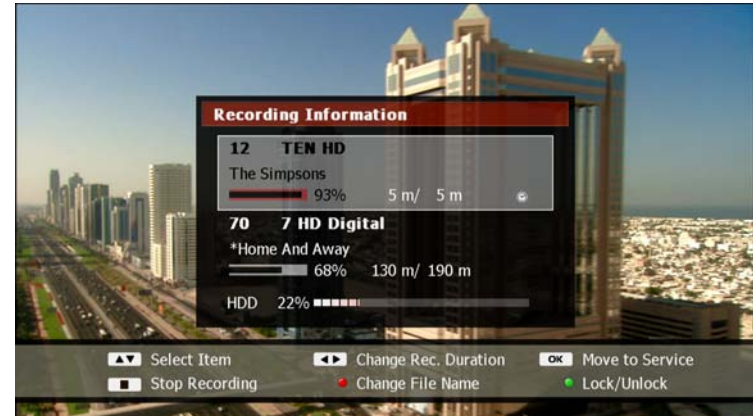 Recording Information
12 TEN HD
The Simpsons
93% 5 m/ 5 m
70 7 HD Digital
*Home And Away
68% 130 m/ 190 m
HDD 22%
Select Item Change Rec. Duration OK Move to Service
Stop Recording Change File Name Lock/Unlock